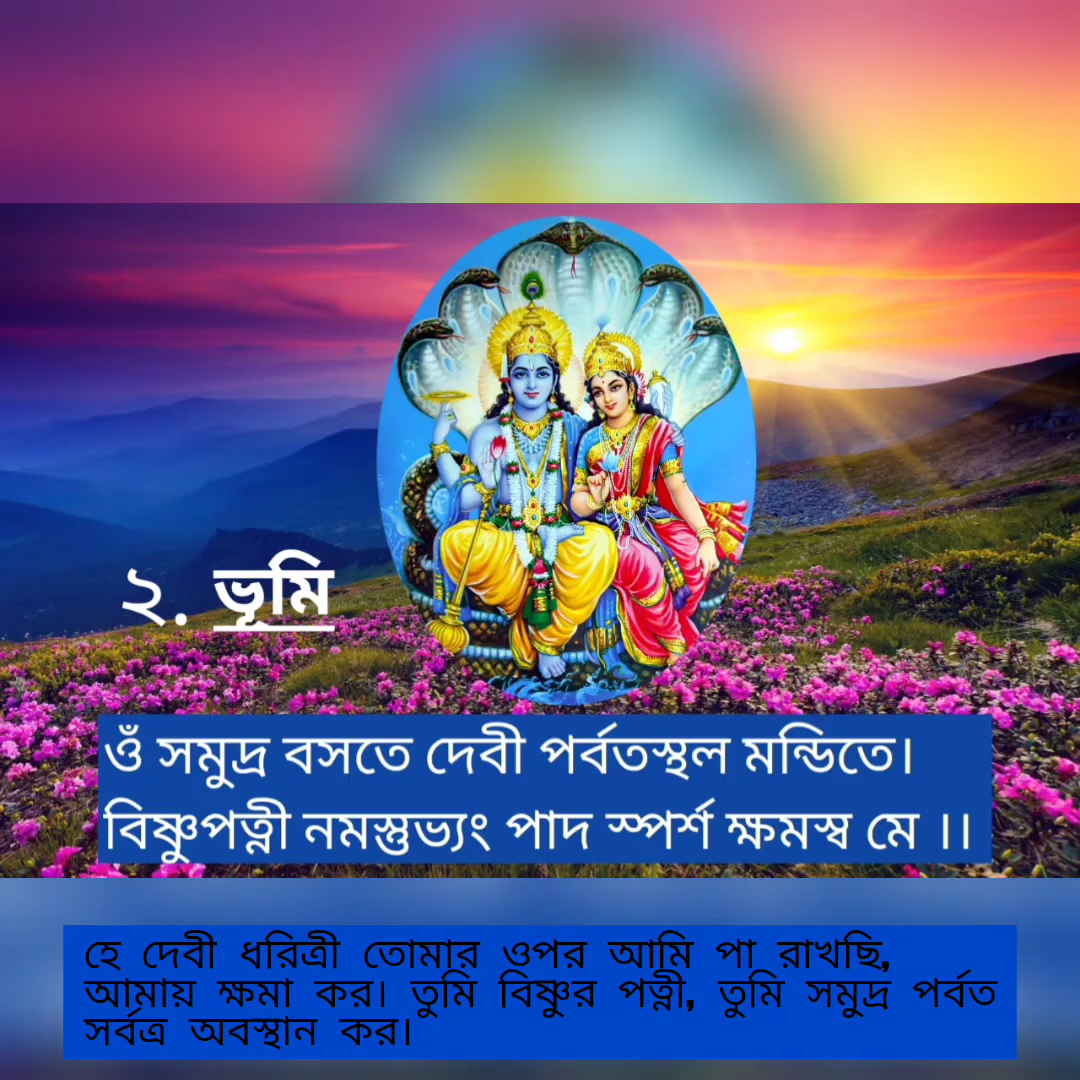 ২. ভূমি
ওঁ সমুদ্র বসতে দেবী পর্বতস্থল মন্ডিতে।
বিষ্ণুপত্নী নমস্তুভ্যং পাদ স্পর্শ ক্ষমস্ব মে ।।
হে দেবী ধরিত্রী তোমার ওপর আমি পা রাখছি,
আমায় ক্ষমা কর। তুমি বিষ্ণুর পত্নী, তুমি সমুদ্র পর্বত
সর্বত্র অবস্থান কর।